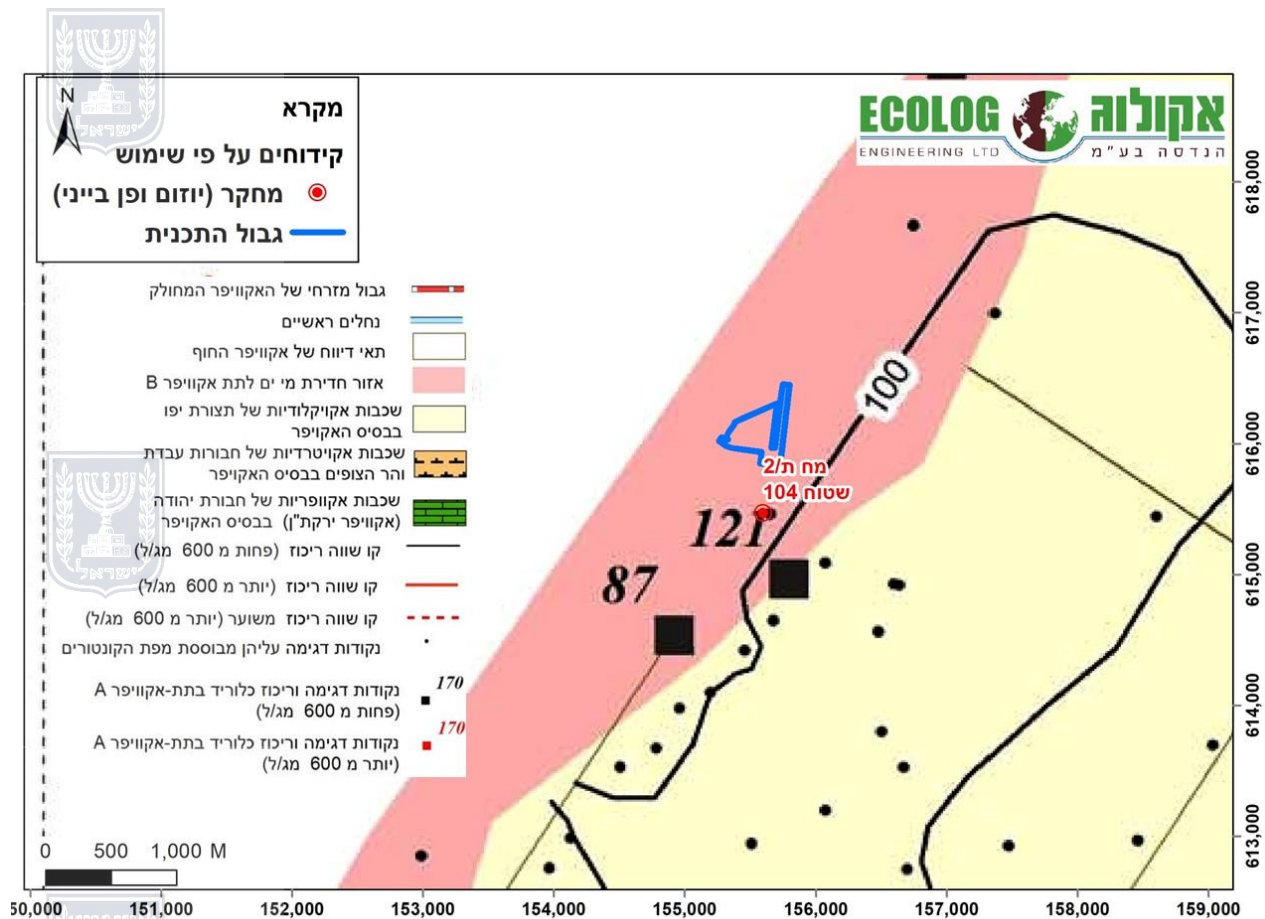 מקרא
N
קידוחים על פי שימוש
מחקר (יוזום ופן בייני)
גבול התכנית
ECOLOG אקולוג
ENGINEERING LTD הנדסה בע"מ
גבול מזרחי של האקוויפר המחולק
נחלים ראשיים
תאי דיווח של אקוויפר החוף
אזור חדירת מי ים לתת אקוויפר B
שכבות אקויקלודיות של תצורת יפו
בבסיס האקויפר
שכבות אקויטרדיות של חבורות עבדת
והר הצופים בבסיס האקויפר
שכבות אקוופריות של חבורת יהודה
(אקוויפר ירקת"ן) בבסיס האקויפר
קו שווה ריכוז (פחות מ 600 מג/ל)
קו שווה ריכוז (יותר מ 600 מג/ל)
קו שווה ריכוז משוער (יותר מ 600 מג/ל)
נקודות דגימה עליהן מבוססת מפת הקונטורים
170
נקודות דגימה וריכוז כלוריד בתת-אקוויפר A
(פחות מ 600 מג/ל)
170
נקודות דגימה וריכוז כלוריד בתת-אקוויפר A
(יותר מ 600 מג/ל)
0 500 1,000 M
100
מח ת/2
שטוח 104
121
87
618,000
617,000
616,000
615,000
614,000
613,000
50,000 151,000 152,000 153,000 154,000 155,000 156,000 157,000 158,000 159,000
ישראל
ישראל